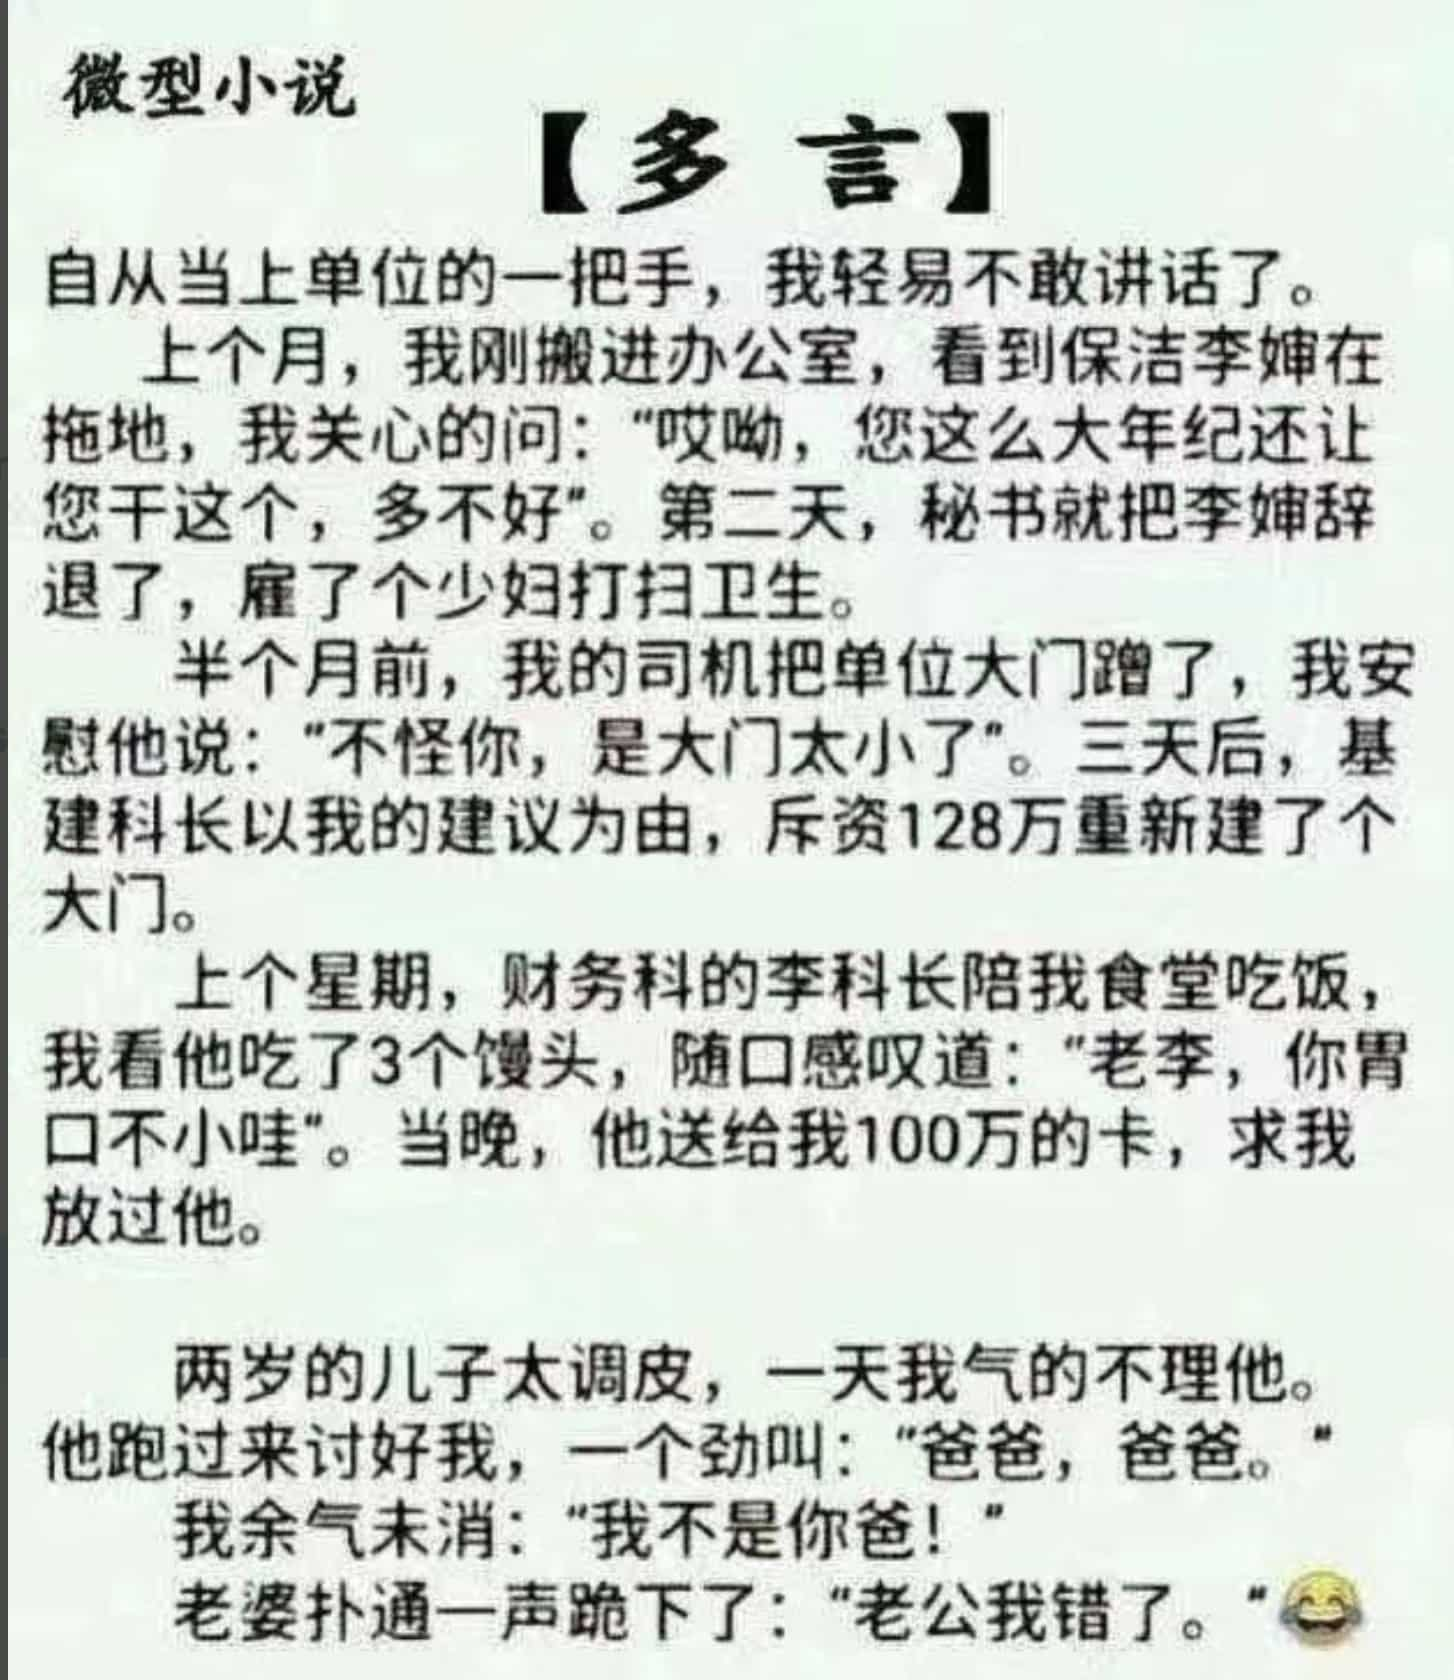 微型小说
【多 言】
自从当上单位的一把手，我轻易不敢讲话了。
上个月，我刚搬进办公室，看到保洁李婶在
拖地，我关心的问：“哎呦，您这么大年纪还让
您干这个，多不好”。第二天，秘书就把李婶辞
退了，雇了个少妇打扫卫生。
半个月前，我的司机把单位大门蹭了，我安
慰他说：“不怪你，是大门太小了”。三天后，基
建科长以我的建议为由，斥资128万重新建了个
大门。
上个星期，财务科的李科长陪我食堂吃饭，
我看他吃了3个馒头，随口感叹道：“老李，你胃
口不小哇”。当晚，他送给我100万的卡，求我
放过他。
两岁的儿子太调皮，一天我气的不理他。
他跑过来讨好我，一个劲叫：“爸爸，爸爸。”
我余气未消：“我不是你爸！”
老婆扑通一声跪下了：“老公我错了。”😂